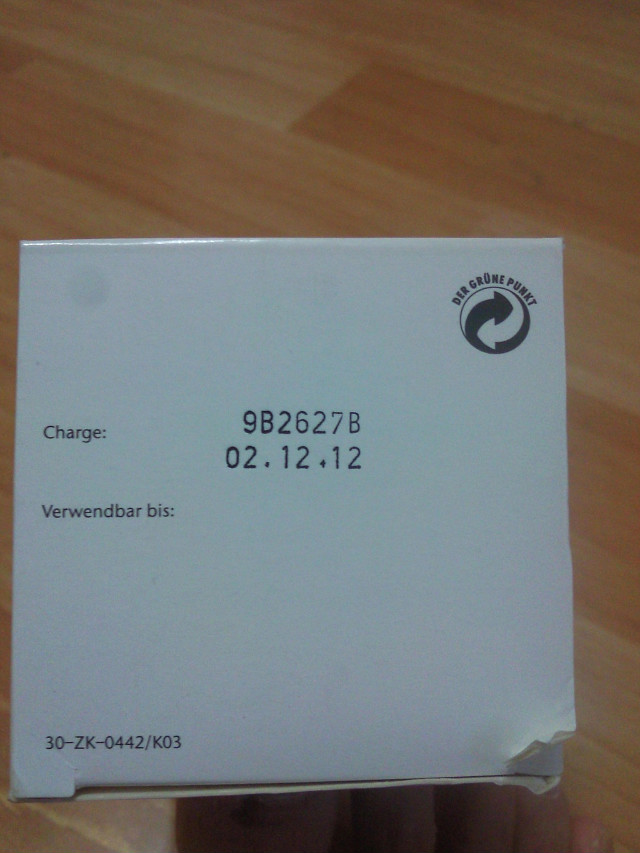 DER GRÜNE PUNKT
Charge: 9B2627B
02.12.12
Verwendbar bis:
30-ZK-0442/K03